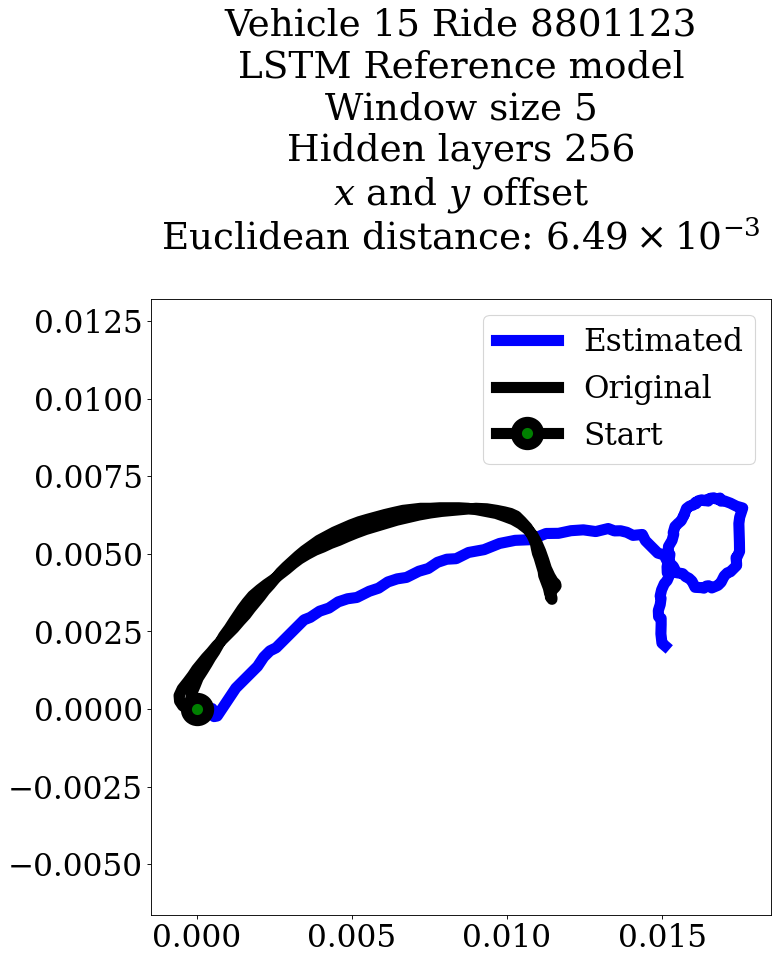 Vehicle 15 Ride 8801123
LSTM Reference model
Window size 5
Hidden layers 256
x and y offset
Euclidean distance: 6.49 × 10⁻³
Estimated
Original
Start
0.0125
0.0100
0.0075
0.0050
0.0025
0.0000
−0.0025
−0.0050
0.000 0.005 0.010 0.015